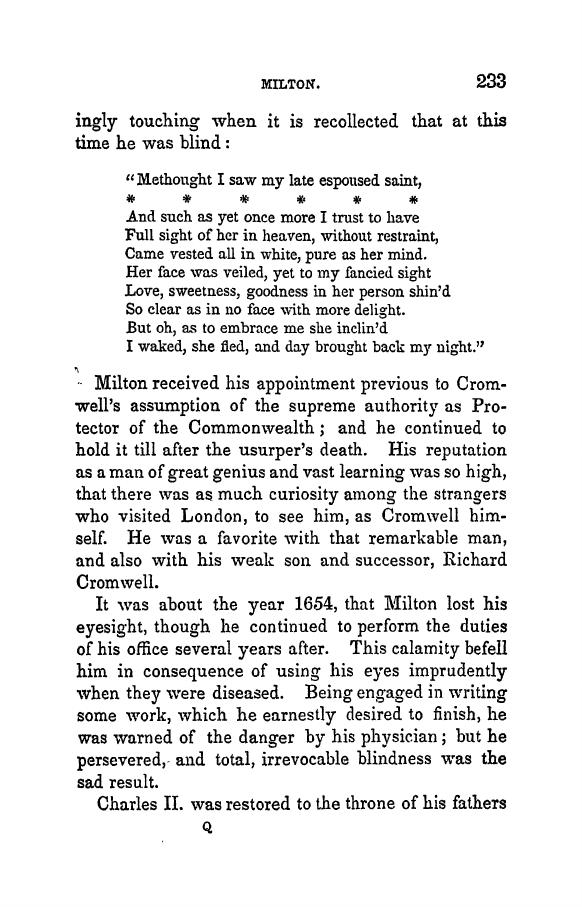 MILTON. 233
ingly touching when it is recollected that at this
time he was blind :
"Methought I saw my late espoused saint,
* * * * * *
And such as yet once more I trust to have
Full sight of her in heaven, without restraint,
Came vested all in white, pure as her mind.
Her face was veiled, yet to my fancied sight
Love, sweetness, goodness in her person shin'd
So clear as in no face with more delight.
But oh, as to embrace me she inclin'd
I waked, she fled, and day brought back my night."
Milton received his appointment previous to Crom-
well's assumption of the supreme authority as Pro-
tector of the Commonwealth ; and he continued to
hold it till after the usurper's death. His reputation
as a man of great genius and vast learning was so high,
that there was as much curiosity among the strangers
who visited London, to see him, as Cromwell him-
self. He was a favorite with that remarkable man,
and also with his weak son and successor, Richard
Cromwell.
It was about the year 1654, that Milton lost his
eyesight, though he continued to perform the duties
of his office several years after. This calamity befell
him in consequence of using his eyes imprudently
when they were diseased. Being engaged in writing
some work, which he earnestly desired to finish, he
was warned of the danger by his physician ; but he
persevered, and total, irrevocable blindness was the
sad result.
Charles II. was restored to the throne of his fathers
Q